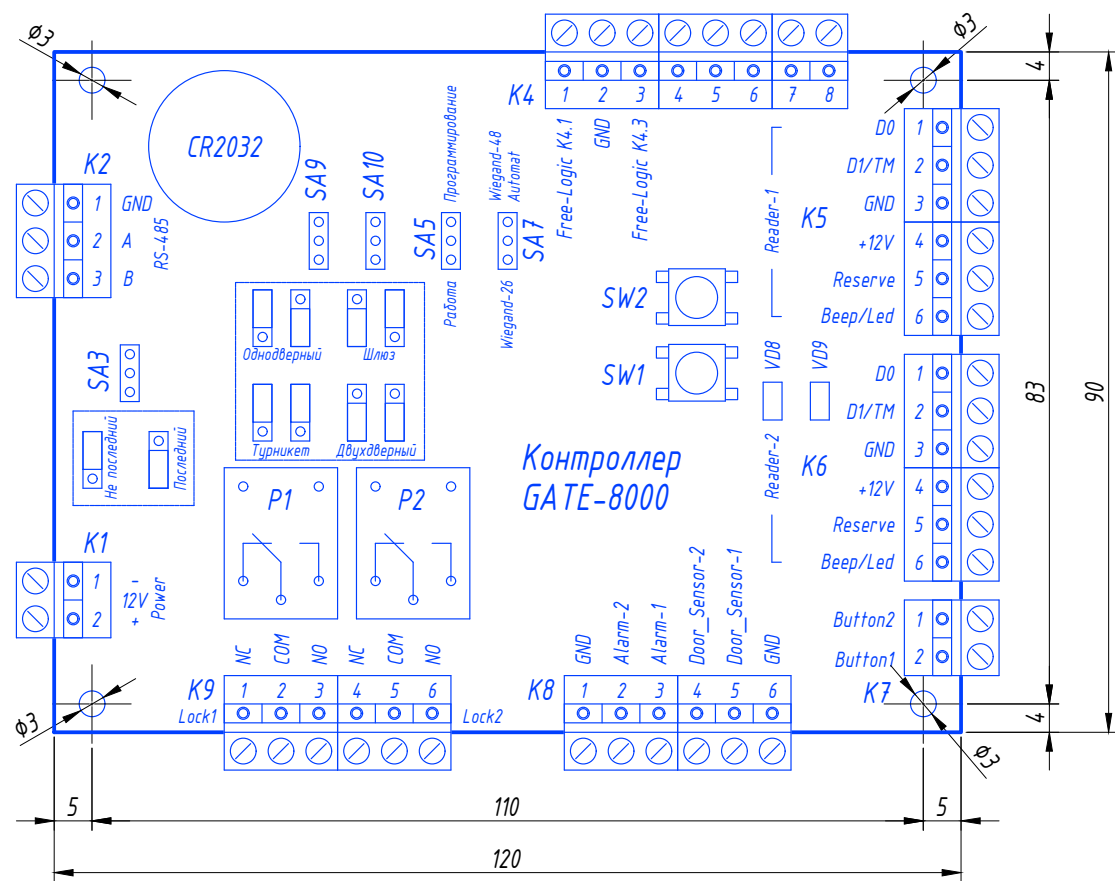 ϕ3
ϕ3
4
K4
1 2 3 4 5 6 7 8
Free-Logic K4.1
GND
Free-Logic K4.3
CR2032
K2
1 GND
2 A
3 B
RS-485
SA9
SA10
SA5
Программирование
Работа
SA7
Wiegand-48
Automat
Wiegand-26
Reader-1
K5
D0 1
D1/TM 2
GND 3
+12V 4
Reserve 5
Beep/Led 6
SW2
SW1
VD8
VD9
Однодверный
Шлюз
Турникет
Двухдверный
SA3
Не последний
Последний
Reader-2
K6
D0 1
D1/TM 2
GND 3
+12V 4
Reserve 5
Beep/Led 6
83
90
Контроллер
GATE-8000
P1
P2
K1
1 -
12V
2 +
Power
Button2 1
Button1 2
K7
NC
COM
NO
NC
COM
NO
K9
1 2 3 4 5 6
Lock1
Lock2
GND
Alarm-2
Alarm-1
Door_Sensor-2
Door_Sensor-1
GND
K8
1 2 3 4 5 6
ϕ3
ϕ3
4
5
110
5
120